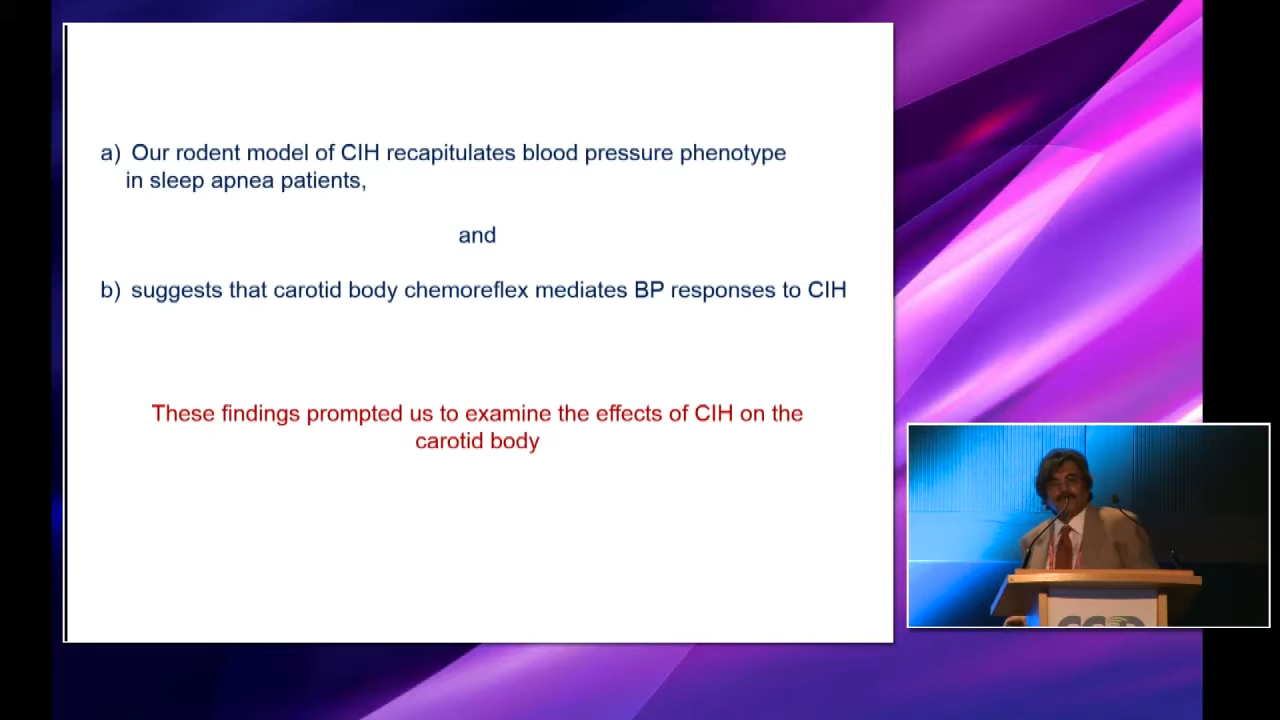 a) Our rodent model of CIH recapitulates blood pressure phenotype
in sleep apnea patients,
and
b) suggests that carotid body chemoreflex mediates BP responses to CIH
These findings prompted us to examine the effects of CIH on the
carotid body